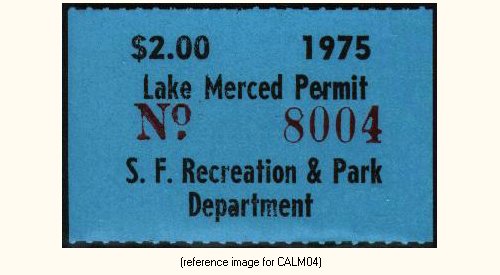 $2.00 1975
Lake Merced Permit
No. 8004
S. F. Recreation & Park
Department
(reference image for CALM04)